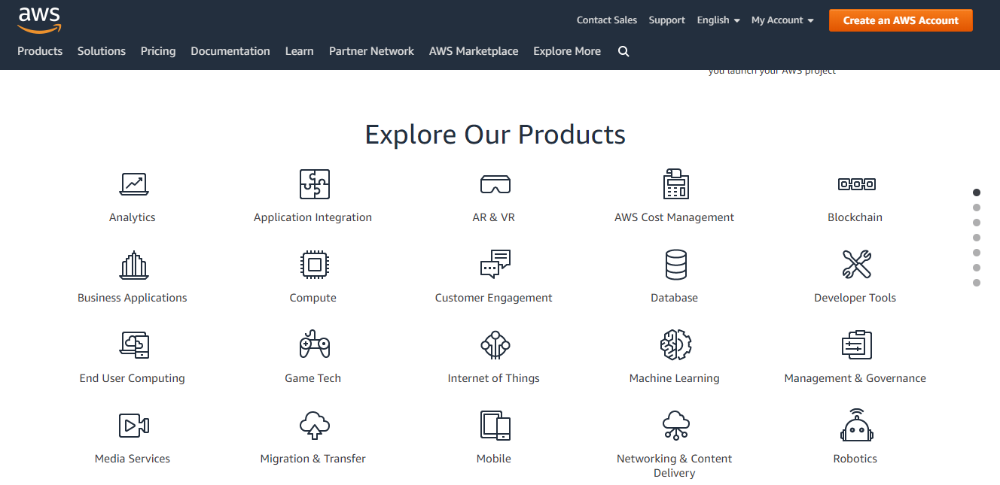 aws
Contact Sales Support English My Account Create an AWS Account
Products Solutions Pricing Documentation Learn Partner Network AWS Marketplace Explore More
you launch your AWS project
Explore Our Products
Analytics Application Integration AR & VR AWS Cost Management Blockchain
Business Applications Compute Customer Engagement Database Developer Tools
End User Computing Game Tech Internet of Things Machine Learning Management & Governance
Media Services Migration & Transfer Mobile Networking & Content Robotics
Delivery